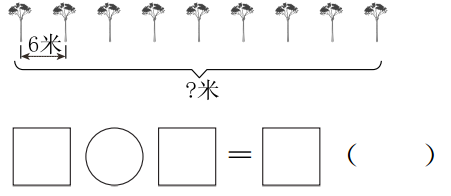 6米
?米
= (    )